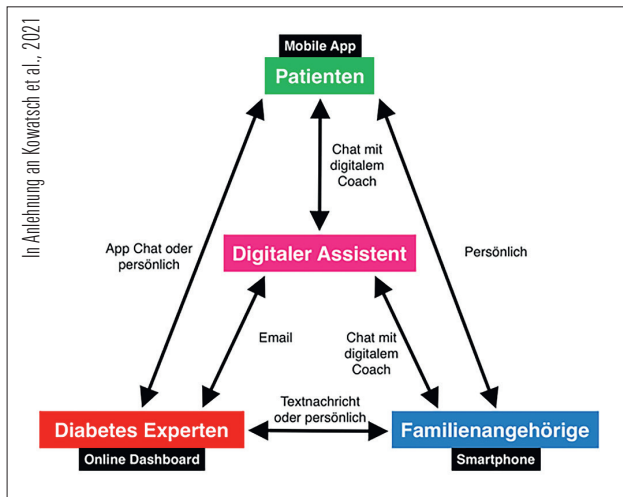 In Anlehnung an Kowatsch et al., 2021
Mobile App
Patienten
Chat mit
digitalem
Coach
App Chat oder
persönlich
Digitaler Assistent
Persönlich
Email
Chat mit
digitalem
Coach
Textnachricht
oder persönlich
Diabetes Experten
Online Dashboard
Familienangehörige
Smartphone